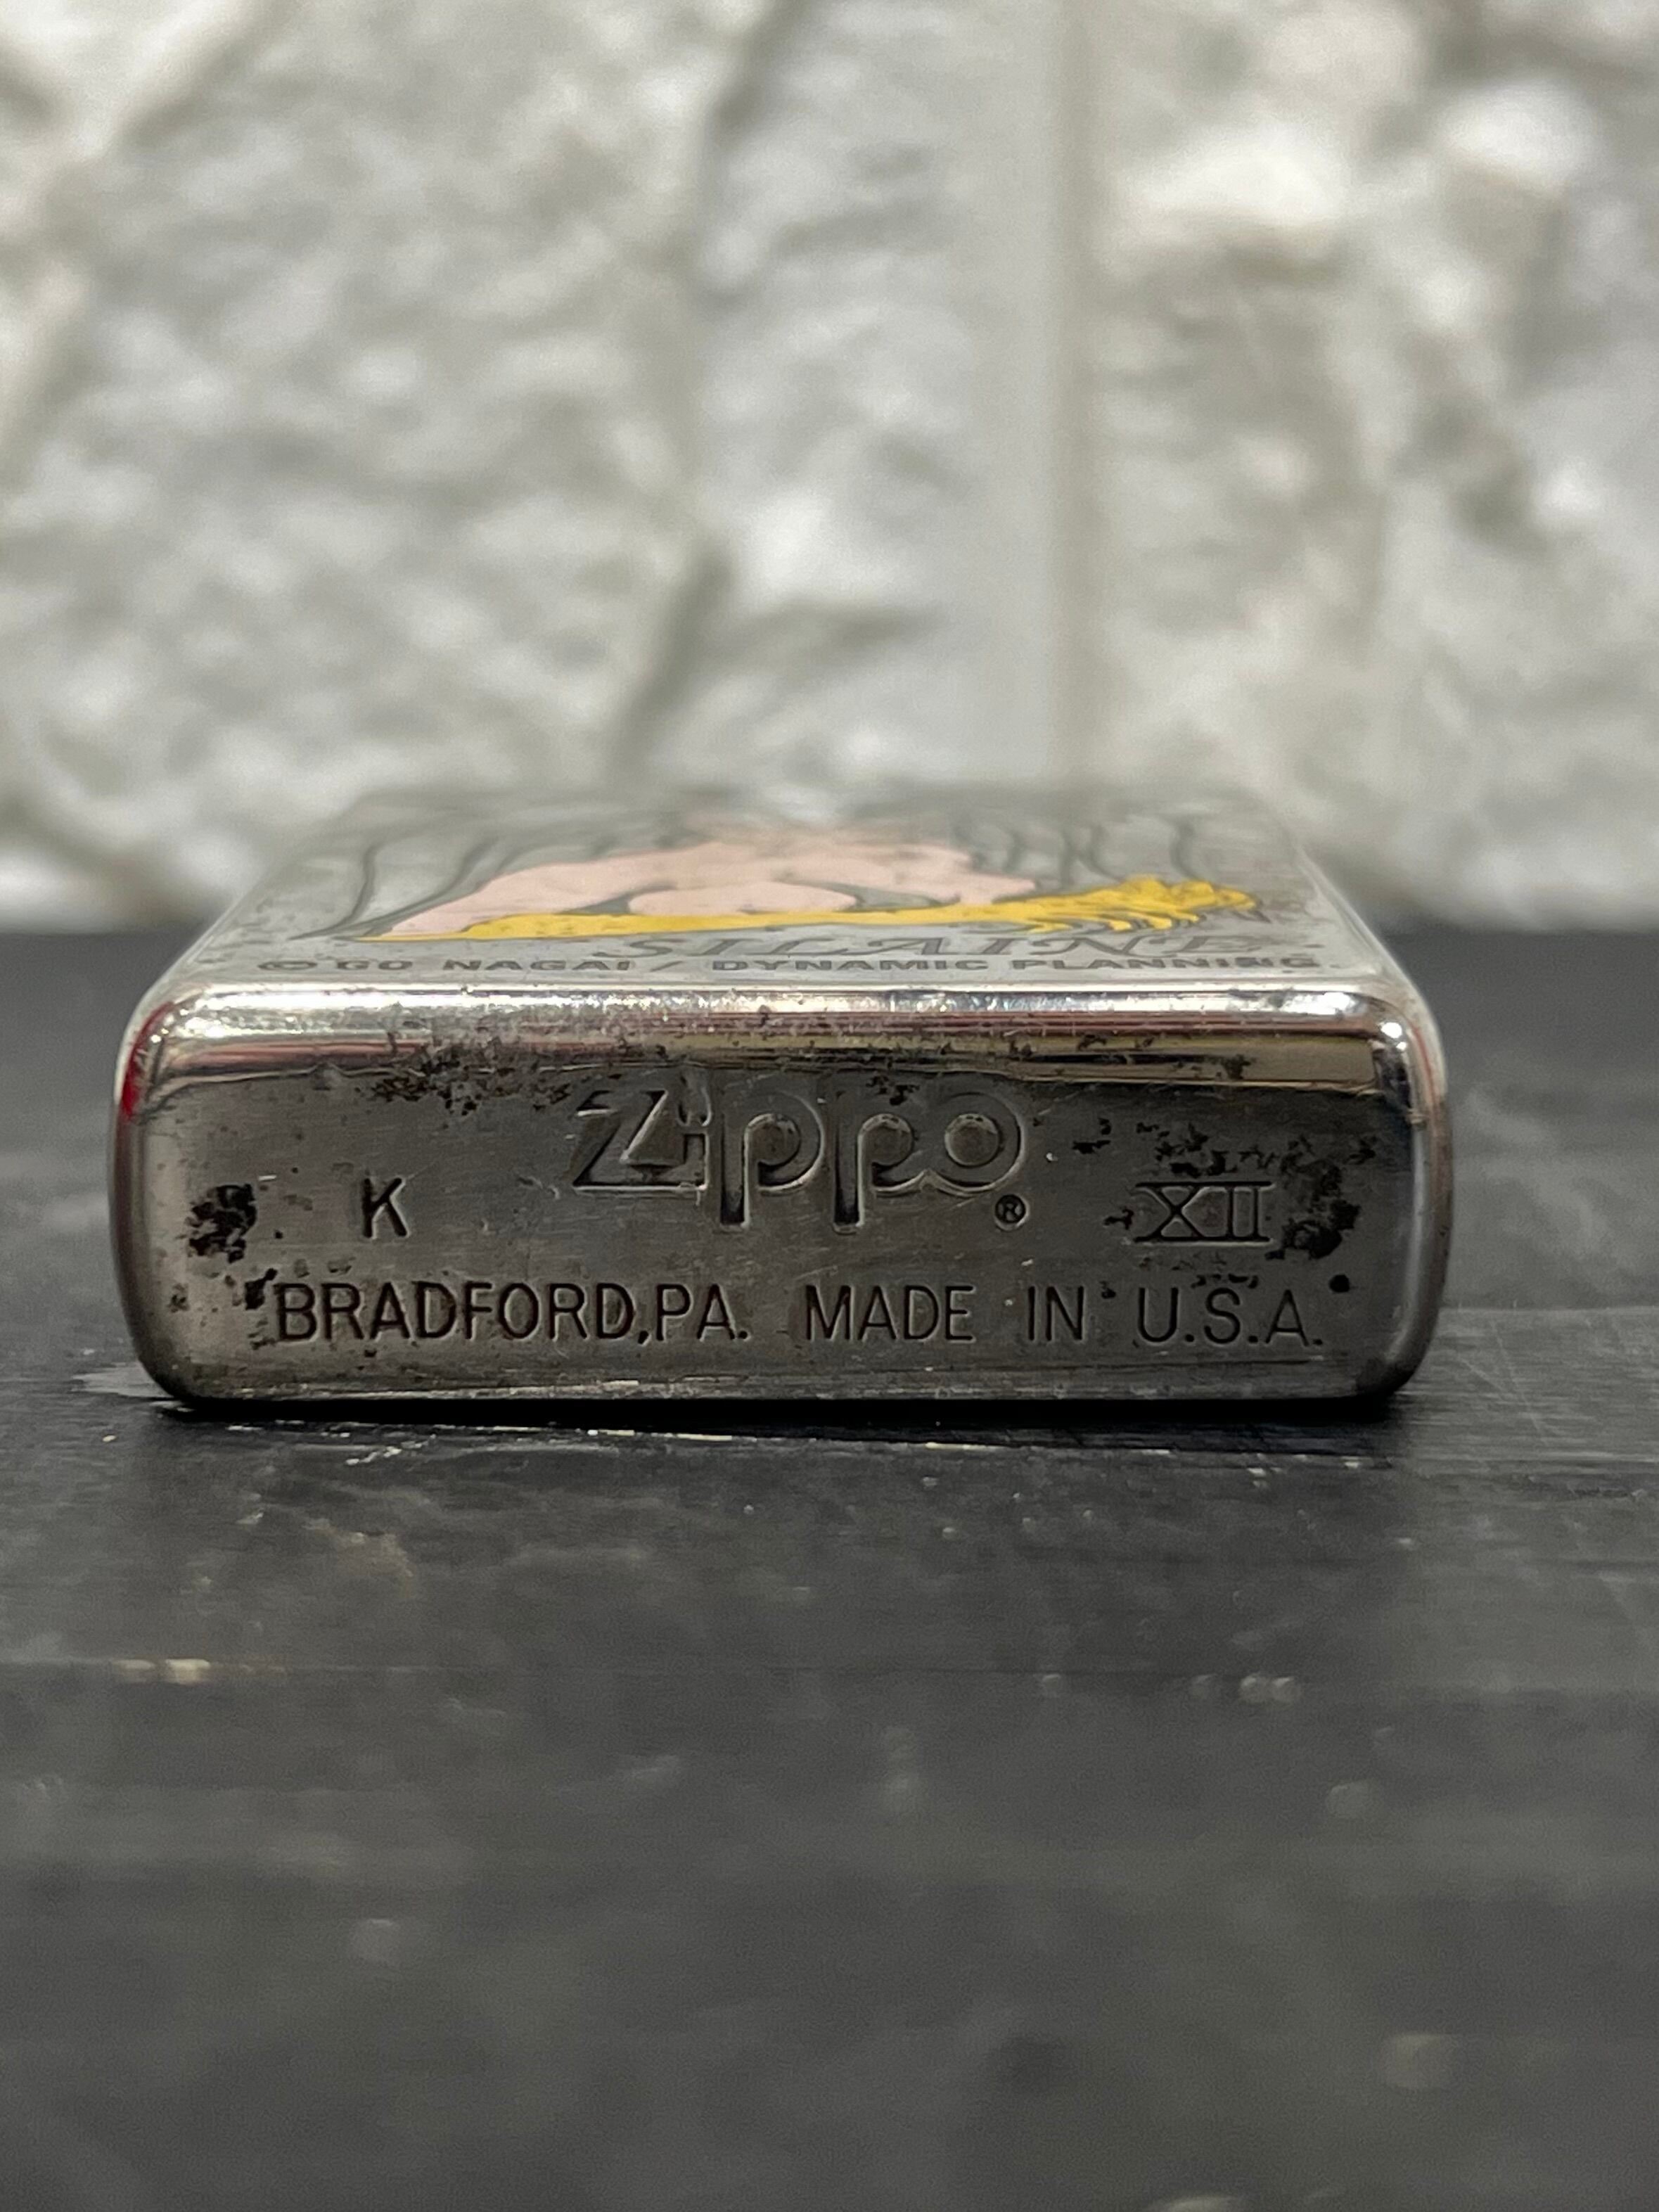 SILAINE
© GO NAGAI / DYNAMIC PLANNING.
K Zippo® XII
BRADFORD,PA. MADE IN U.S.A.